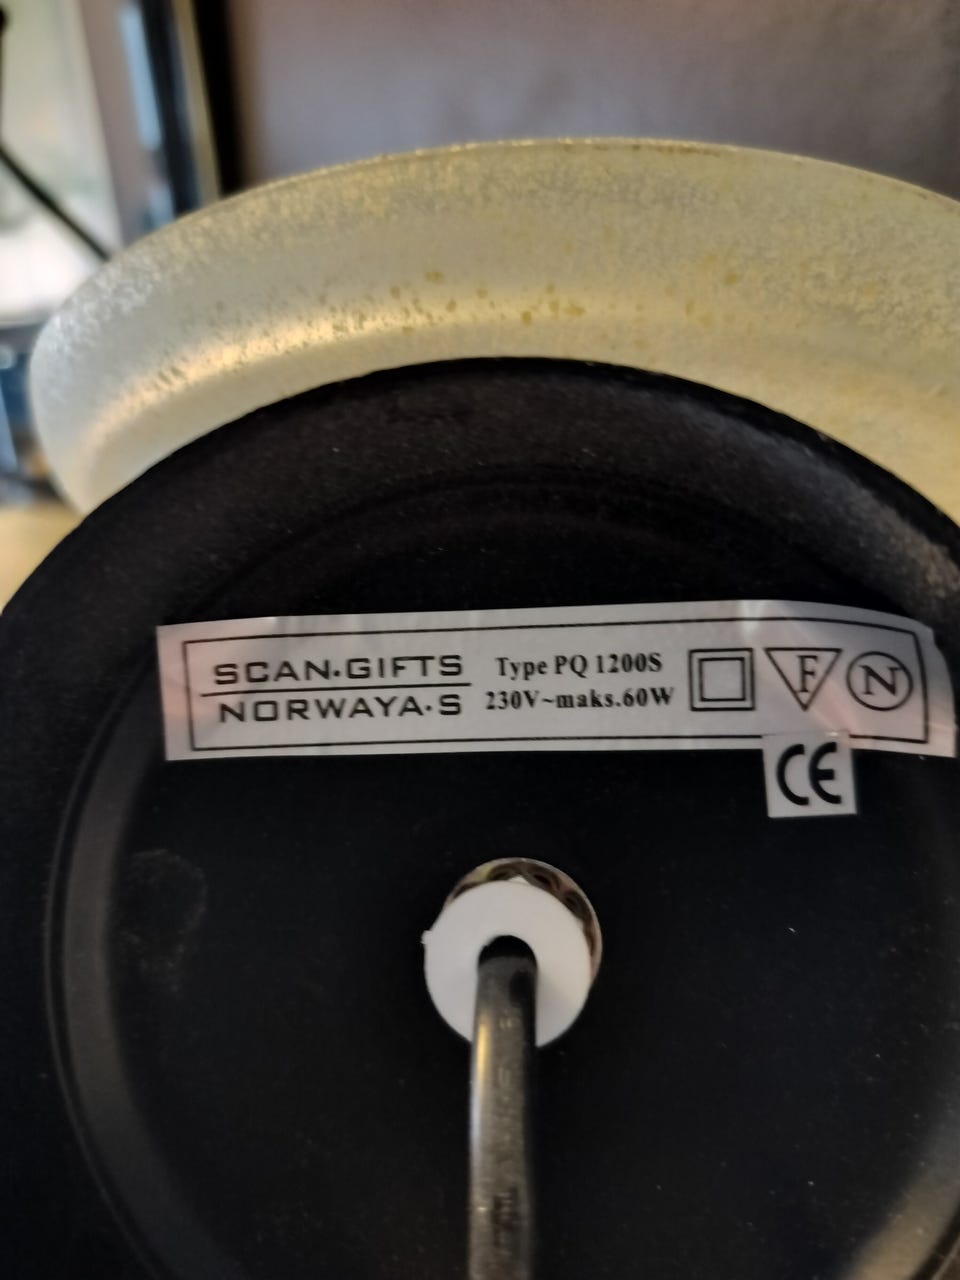 SCAN·GIFTS
NORWAYA·S
Type PQ 1200S
230V~maks.60W
F
N
CE